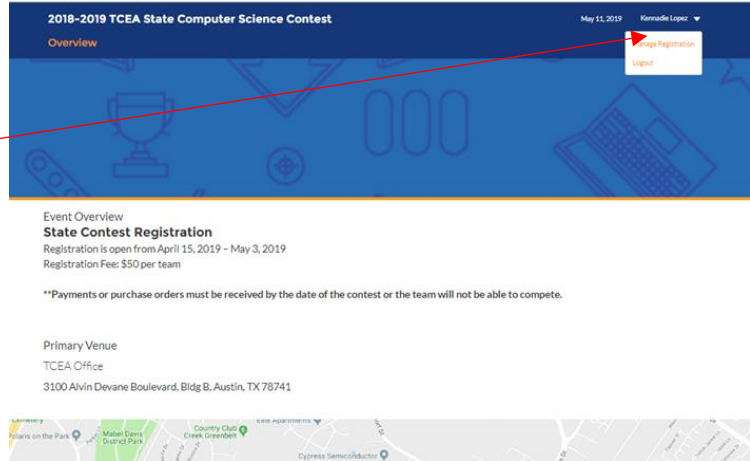 2018-2019 TCEA State Computer Science Contest
May 11, 2019
Kennadie Lopez
Overview
Manage Registration
Logout
Event Overview
State Contest Registration
Registration is open from April 15, 2019 – May 3, 2019
Registration Fee: $50 per team
**Payments or purchase orders must be received by the date of the contest or the team will not be able to compete.
Primary Venue
TCEA Office
3100 Alvin Devane Boulevard, Bldg B, Austin, TX 78741
Polaris on the Park
Mabel Davis
District Park
Country Club
Creek Greenbelt
Cypress Semiconductor